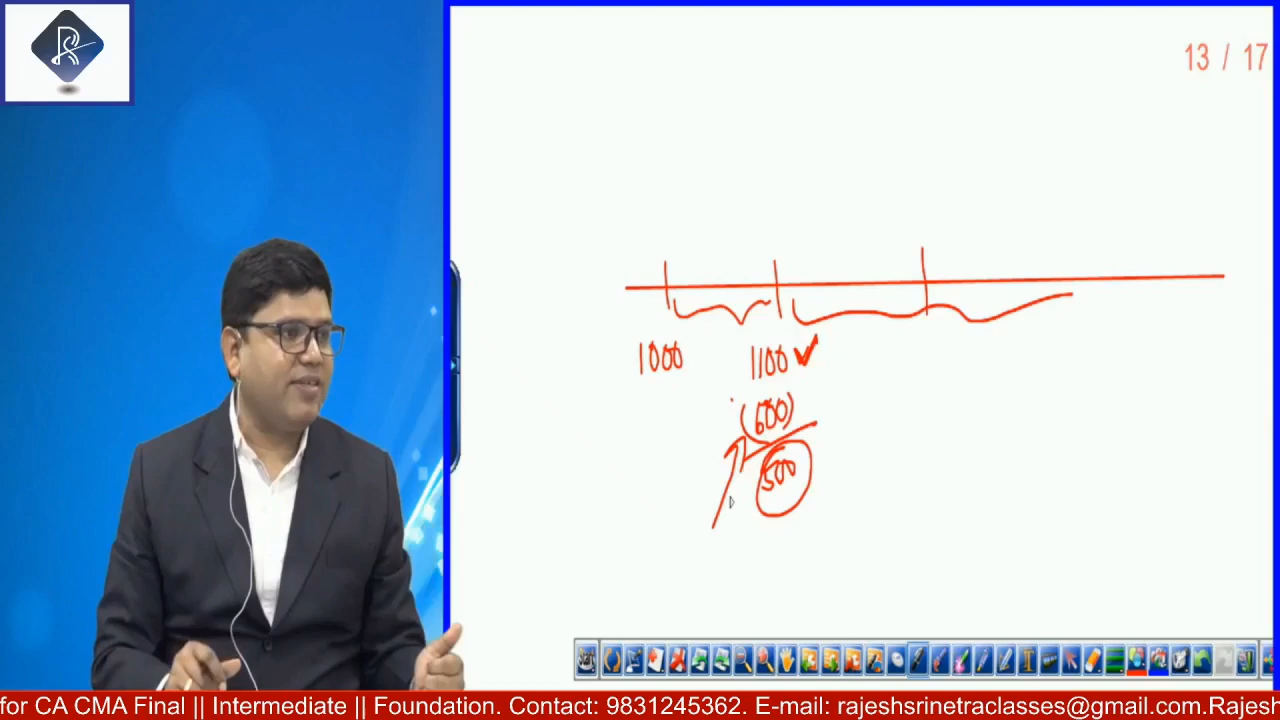 13 / 17
1000 1100
(600)
500
for CA CMA Final || Intermediate || Foundation. Contact: 9831245362. E-mail: rajeshsrinetraclasses@gmail.com.Rajesh